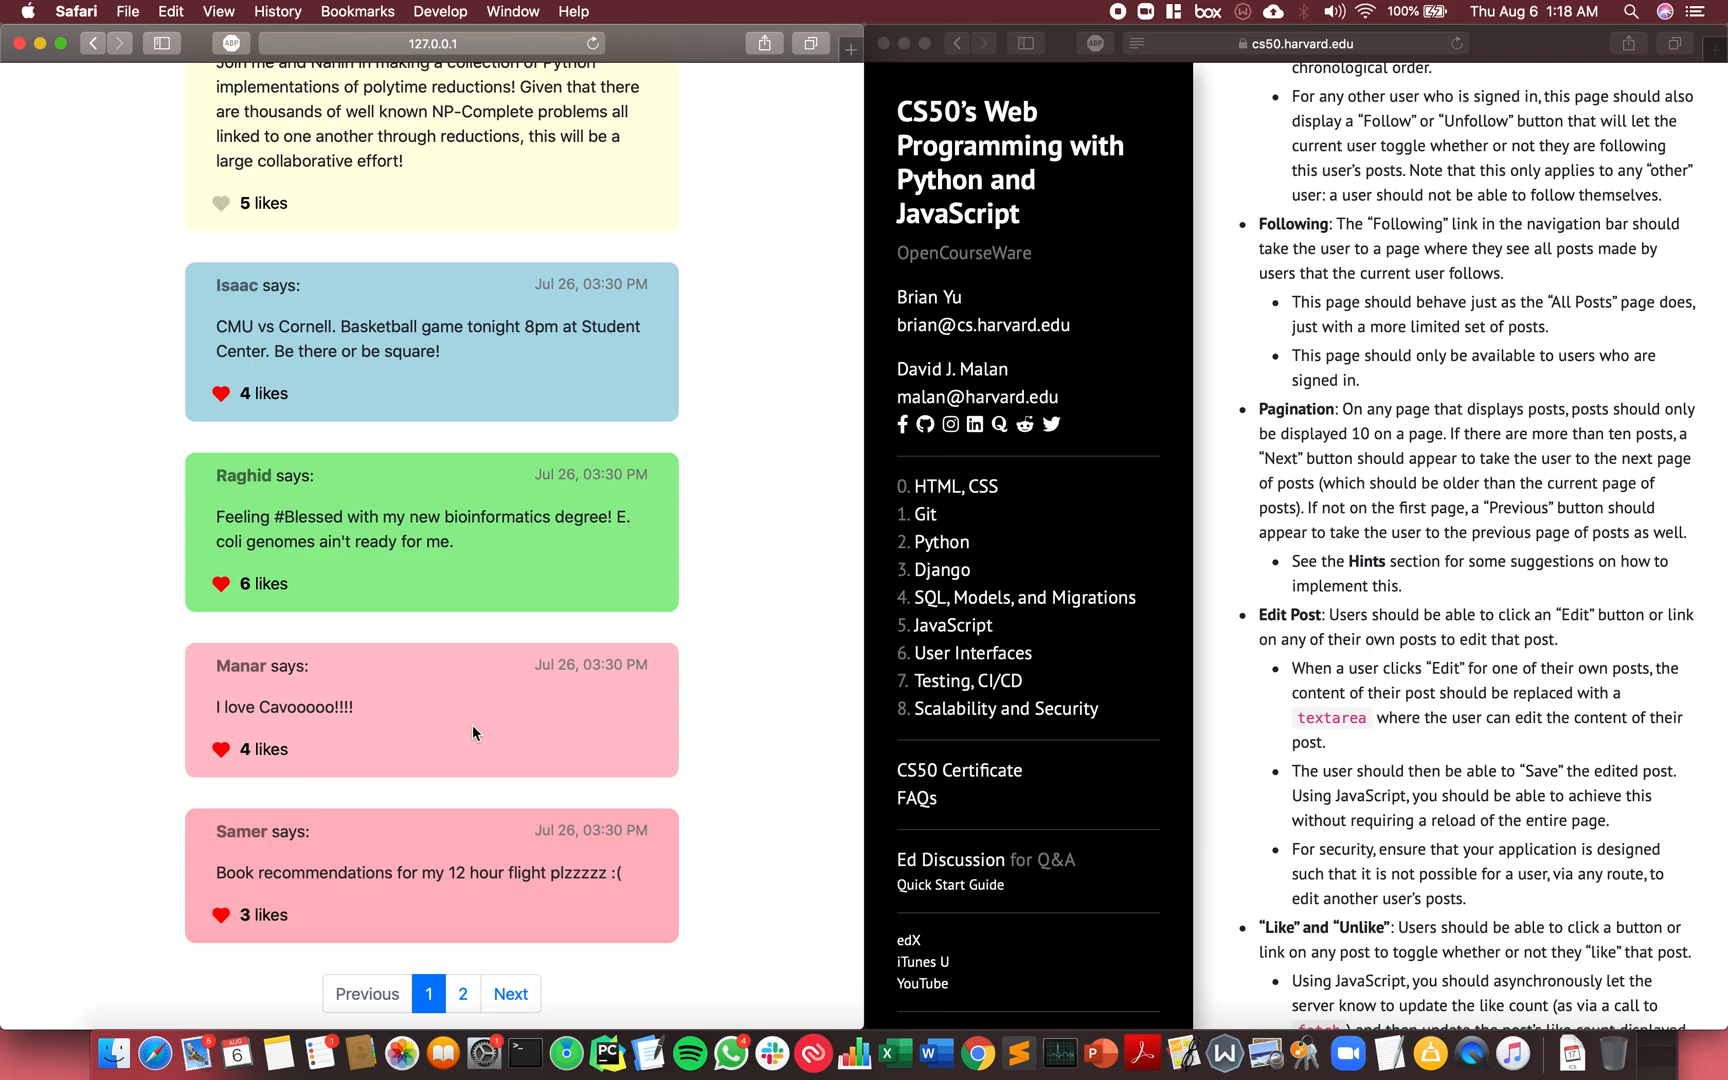 Safari File Edit View History Bookmarks Develop Window Help
box 100% Thu Aug 6 1:18 AM
ABP 127.0.0.1
ABP cs50.harvard.edu
Join me and Nahin in making a collection of Python
implementations of polytime reductions! Given that there
are thousands of well known NP-Complete problems all
linked to one another through reductions, this will be a
large collaborative effort!
5 likes
Isaac says: Jul 26, 03:30 PM
CMU vs Cornell. Basketball game tonight 8pm at Student
Center. Be there or be square!
4 likes
Raghid says: Jul 26, 03:30 PM
Feeling #Blessed with my new bioinformatics degree! E.
coli genomes ain't ready for me.
6 likes
Manar says: Jul 26, 03:30 PM
I love Cavooooo!!!!
4 likes
Samer says: Jul 26, 03:30 PM
Book recommendations for my 12 hour flight plzzzzz :(
3 likes
Previous 1 2 Next
CS50's Web
Programming with
Python and
JavaScript
OpenCourseWare
Brian Yu
brian@cs.harvard.edu
David J. Malan
malan@harvard.edu
0. HTML, CSS
1. Git
2. Python
3. Django
4. SQL, Models, and Migrations
5. JavaScript
6. User Interfaces
7. Testing, CI/CD
8. Scalability and Security
CS50 Certificate
FAQs
Ed Discussion for Q&A
Quick Start Guide
edX
iTunes U
YouTube
chronological order.
• For any other user who is signed in, this page should also
display a “Follow” or “Unfollow” button that will let the
current user toggle whether or not they are following
this user’s posts. Note that this only applies to any “other”
user: a user should not be able to follow themselves.
• Following: The “Following” link in the navigation bar should
take the user to a page where they see all posts made by
users that the current user follows.
• This page should behave just as the “All Posts” page does,
just with a more limited set of posts.
• This page should only be available to users who are
signed in.
• Pagination: On any page that displays posts, posts should only
be displayed 10 on a page. If there are more than ten posts, a
“Next” button should appear to take the user to the next page
of posts (which should be older than the current page of
posts). If not on the first page, a “Previous” button should
appear to take the user to the previous page of posts as well.
• See the Hints section for some suggestions on how to
implement this.
• Edit Post: Users should be able to click an “Edit” button or link
on any of their own posts to edit that post.
• When a user clicks “Edit” for one of their own posts, the
content of their post should be replaced with a
textarea where the user can edit the content of their
post.
• The user should then be able to “Save” the edited post.
Using JavaScript, you should be able to achieve this
without requiring a reload of the entire page.
• For security, ensure that your application is designed
such that it is not possible for a user, via any route, to
edit another user’s posts.
• “Like” and “Unlike”: Users should be able to click a button or
link on any post to toggle whether or not they “like” that post.
• Using JavaScript, you should asynchronously let the
server know to update the like count (as via a call to
fetch ) and then update the post’s like count displayed